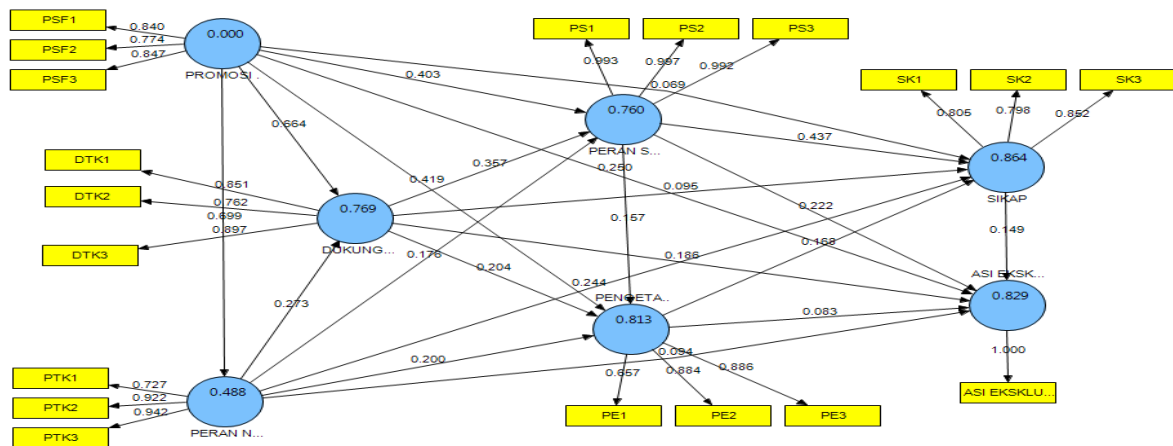 PSF1
0.840
PSF2
0.774
PSF3
0.847
0.000
PROMOSI .
PS1
PS2
PS3
0.993
0.997
0.992
0.403
0.069
0.760
PERAN S...
SK1
SK2
SK3
0.805
0.798
0.852
0.864
SIKAP
0.664
0.357
0.419
0.250
0.437
0.095
0.222
DTK1
0.851
DTK2
0.762
0.699
0.897
DTK3
0.769
DUKUNG...
0.157
0.168
0.149
0.176
0.204
0.186
0.244
0.273
ASI EKSK...
0.829
PENGETA..
0.813
0.083
0.094
0.200
1.000
PTK1
0.727
PTK2
0.922
PTK3
0.942
0.488
PERAN N...
0.884
0.886
PE1
PE2
PE3
ASI EKSKLU...